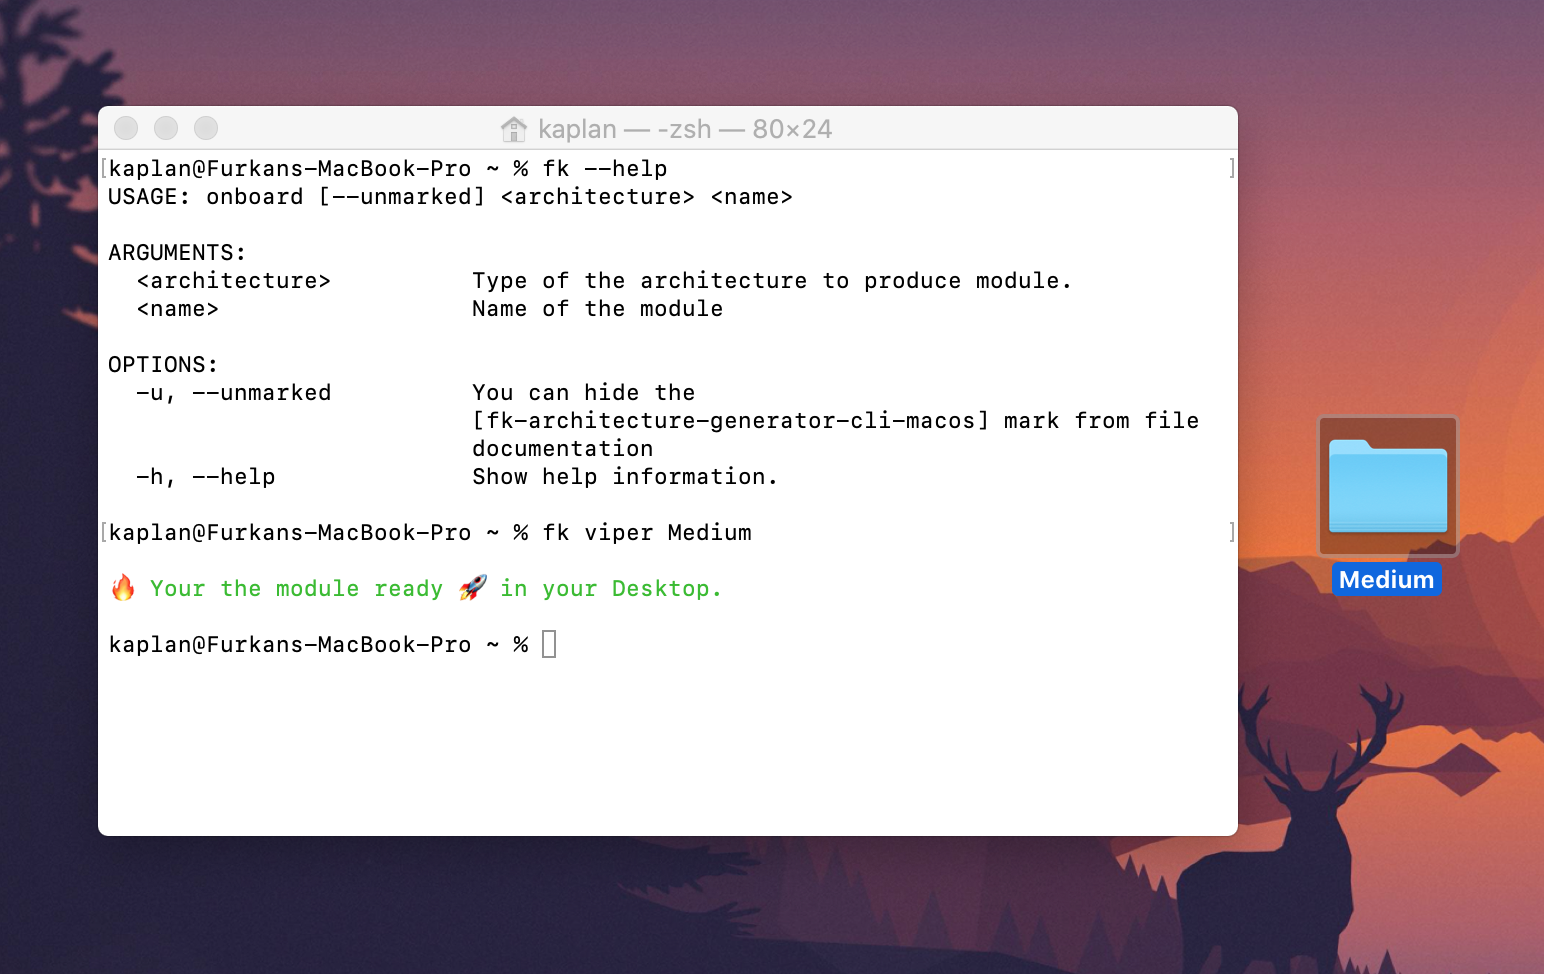 kaplan — -zsh — 80×24
[kaplan@Furkans-MacBook-Pro ~ % fk --help ]
USAGE: onboard [--unmarked] <architecture> <name>
ARGUMENTS:
<architecture> Type of the architecture to produce module.
<name> Name of the module
OPTIONS:
-u, --unmarked You can hide the
[fk-architecture-generator-cli-macos] mark from file
documentation
-h, --help Show help information.
[kaplan@Furkans-MacBook-Pro ~ % fk viper Medium ]
🔥 Your the module ready 🚀 in your Desktop.
kaplan@Furkans-MacBook-Pro ~ %
Medium